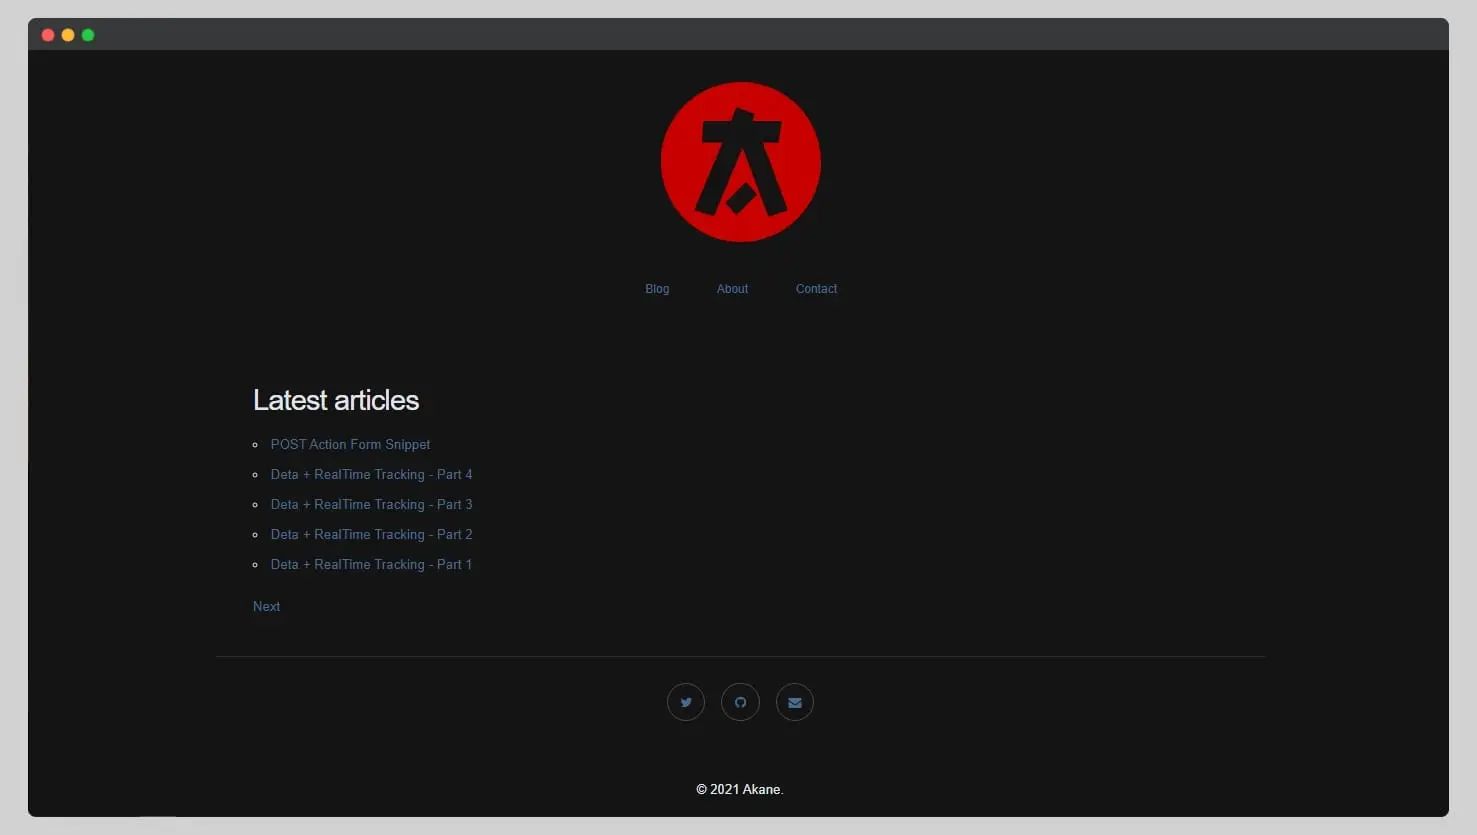 Blog About Contact
Latest articles
POST Action Form Snippet
Deta + RealTime Tracking - Part 4
Deta + RealTime Tracking - Part 3
Deta + RealTime Tracking - Part 2
Deta + RealTime Tracking - Part 1
Next
© 2021 Akane.